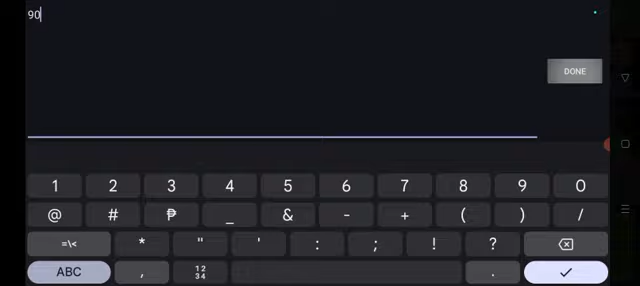 90
DONE
1 2 3 4 5 6 7 8 9 0
@ # ₱ _ & - + ( ) /
=\< * " ' : ; ! ?
ABC , 12 34 .